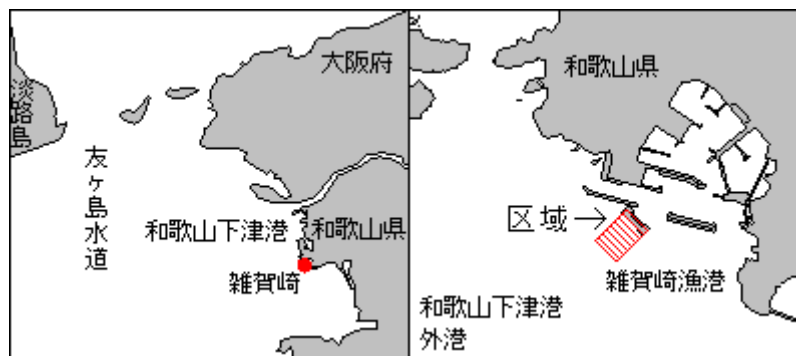 大阪府
淡路島
友ヶ島水道
和歌山下津港
和歌山県
雑賀崎
和歌山県
区域→
雑賀崎漁港
和歌山下津港
外港